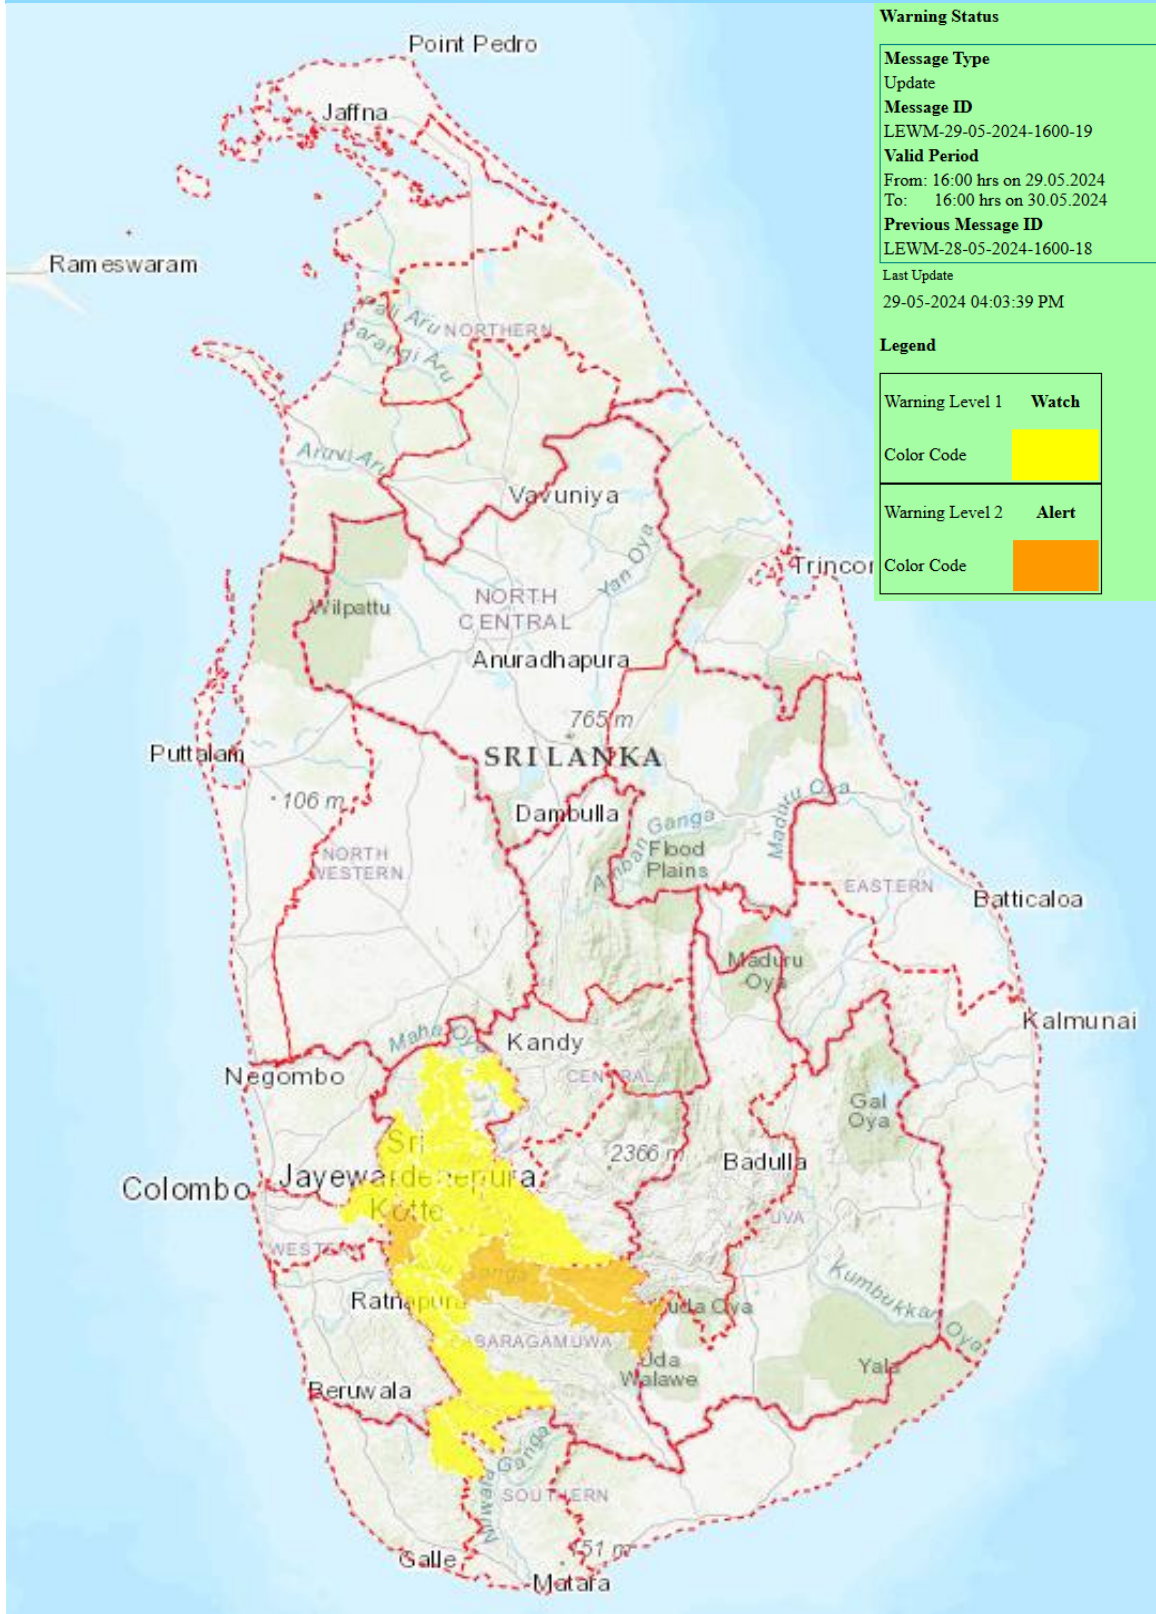 Warning Status
Message Type
Update
Message ID
LEWM-29-05-2024-1600-19
Valid Period
From: 16:00 hrs on 29.05.2024
To: 16:00 hrs on 30.05.2024
Previous Message ID
LEWM-28-05-2024-1600-18
Last Update
29-05-2024 04:03:39 PM
Legend
Warning Level 1 Watch
Color Code
Warning Level 2 Alert
Color Code
Point Pedro
Jaffna
Rameswaram
Pali Aru
NORTHERN
Parangi Aru
Aruvi Aru
Vavuniya
Yan Oya
Trincor
Wilpattu
NORTH
CENTRAL
Anuradhapura
765 m
Puttalam
SRI LANKA
106 m
Dambulla
Maduru Oya
Amban Ganga
Flood
Plains
NORTH
WESTERN
EASTERN
Batticaloa
Maduru
Oya
Kalmunai
Maha Oya
Kandy
Negombo
CENTRAL
Gal
Oya
Sri
Jayewardenepura
Kotte
2366 m
Badulla
Colombo
UVA
WESTE
Ganga
Kumbukkan Oya
Ratnapura
uda Oya
SABARAGAMUWA
Uda
Walawe
Yala
Beruwala
Nilwala Ganga
SOUTHERN
Galle
151 m
Matara